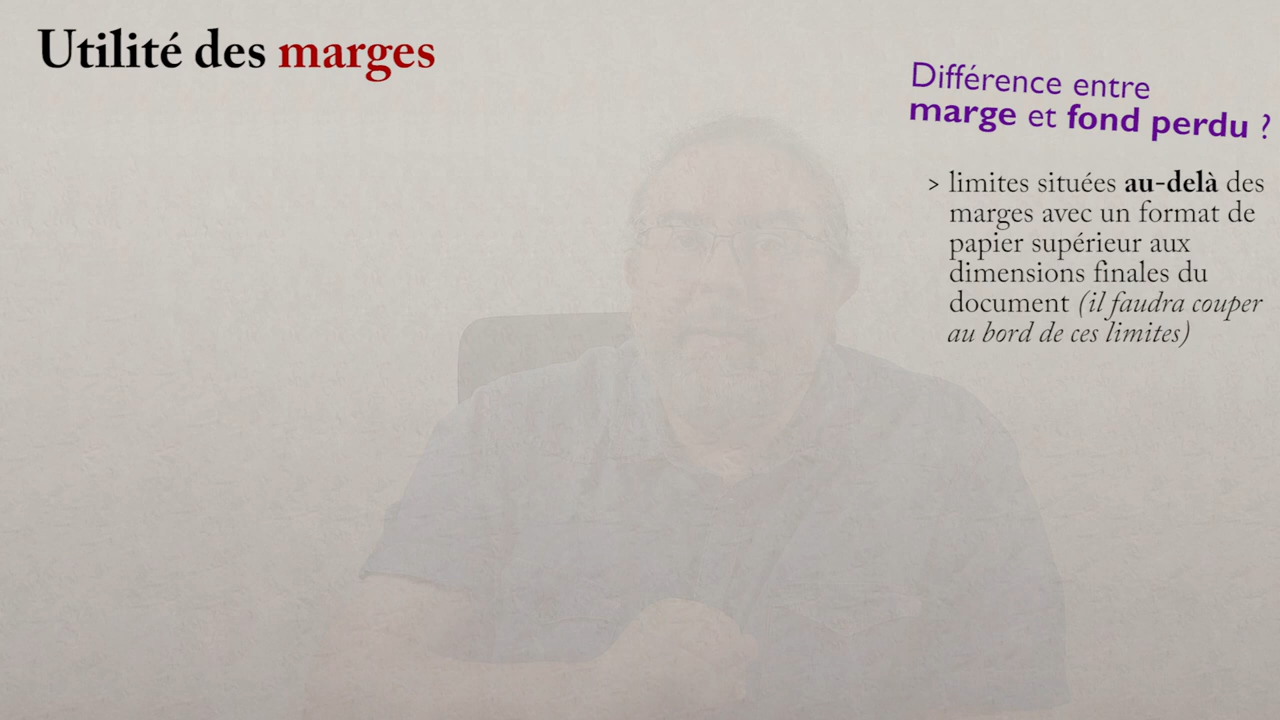 Utilité des marges
Différence entre
marge et fond perdu ?
> limites situées au-delà des
marges avec un format de
papier supérieur aux
dimensions finales du
document (il faudra couper
au bord de ces limites)